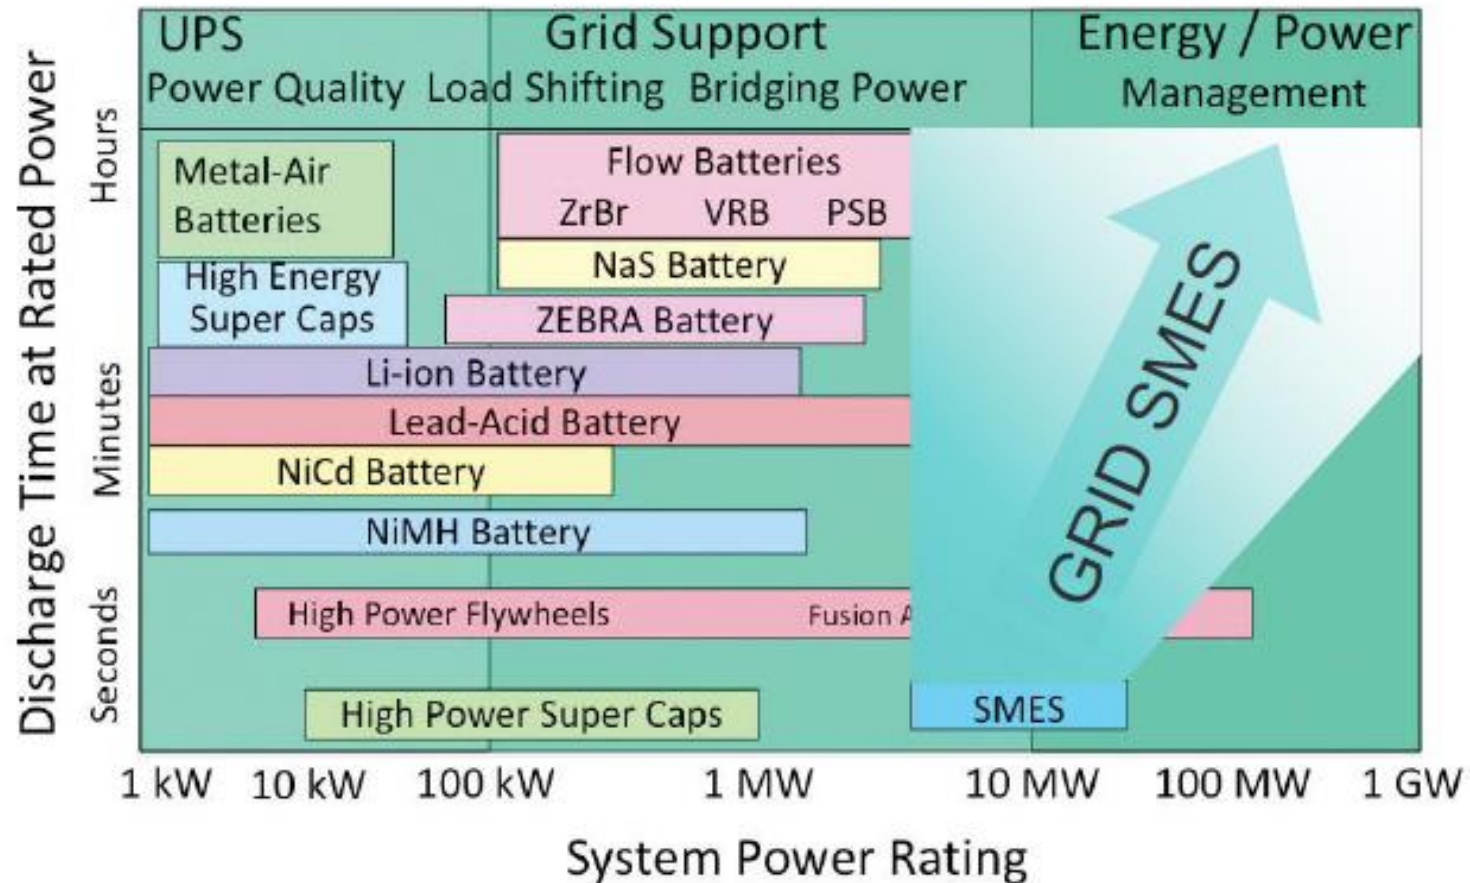 UPS
Grid Support
Energy / Power
Power Quality
Load Shifting
Bridging Power
Management
Discharge Time at Rated Power
Hours
Minutes
Seconds
Metal-Air
Batteries
Flow Batteries
ZrBr VRB PSB
NaS Battery
High Energy
Super Caps
ZEBRA Battery
Li-ion Battery
Lead-Acid Battery
NiCd Battery
NiMH Battery
High Power Flywheels
Fusion A
High Power Super Caps
SMES
GRID SMES
1 kW 10 kW 100 kW 1 MW 10 MW 100 MW 1 GW
System Power Rating